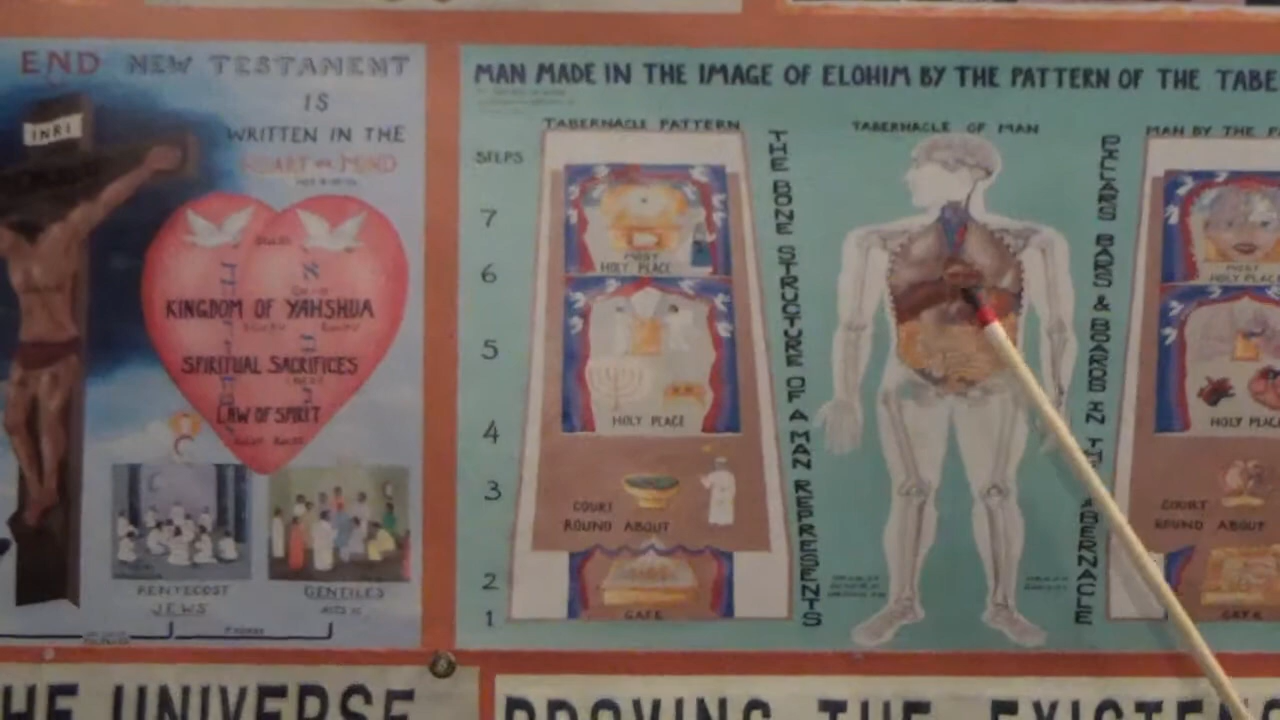 END NEW TESTAMENT
IS
WRITTEN IN THE
HEART OR MIND
INRI
KINGDOM OF YAHSHUA
SPIRITUAL SACRIFICES
LAW OF SPIRIT
PENTECOST
JEWS
GENTILES
MAN MADE IN THE IMAGE OF ELOHIM BY THE PATTERN OF THE TABE
TABERNACLE PATTERN
STEPS
7
6
5
4
3
2
1
MOST
HOLY PLACE
HOLY PLACE
COURT
ROUND ABOUT
GATE
THE BONE STRUCTURE OF A MAN REPRESENTS
TABERNACLE OF MAN
PILLARS BARS & BOARDS IN THE TABERNACLE
MAN BY THE P
MOST
HOLY PLACE
HOLY PLACE
COURT
ROUND ABOUT
GATE
HE UNIVERSE
PROVING THE EXISTENC